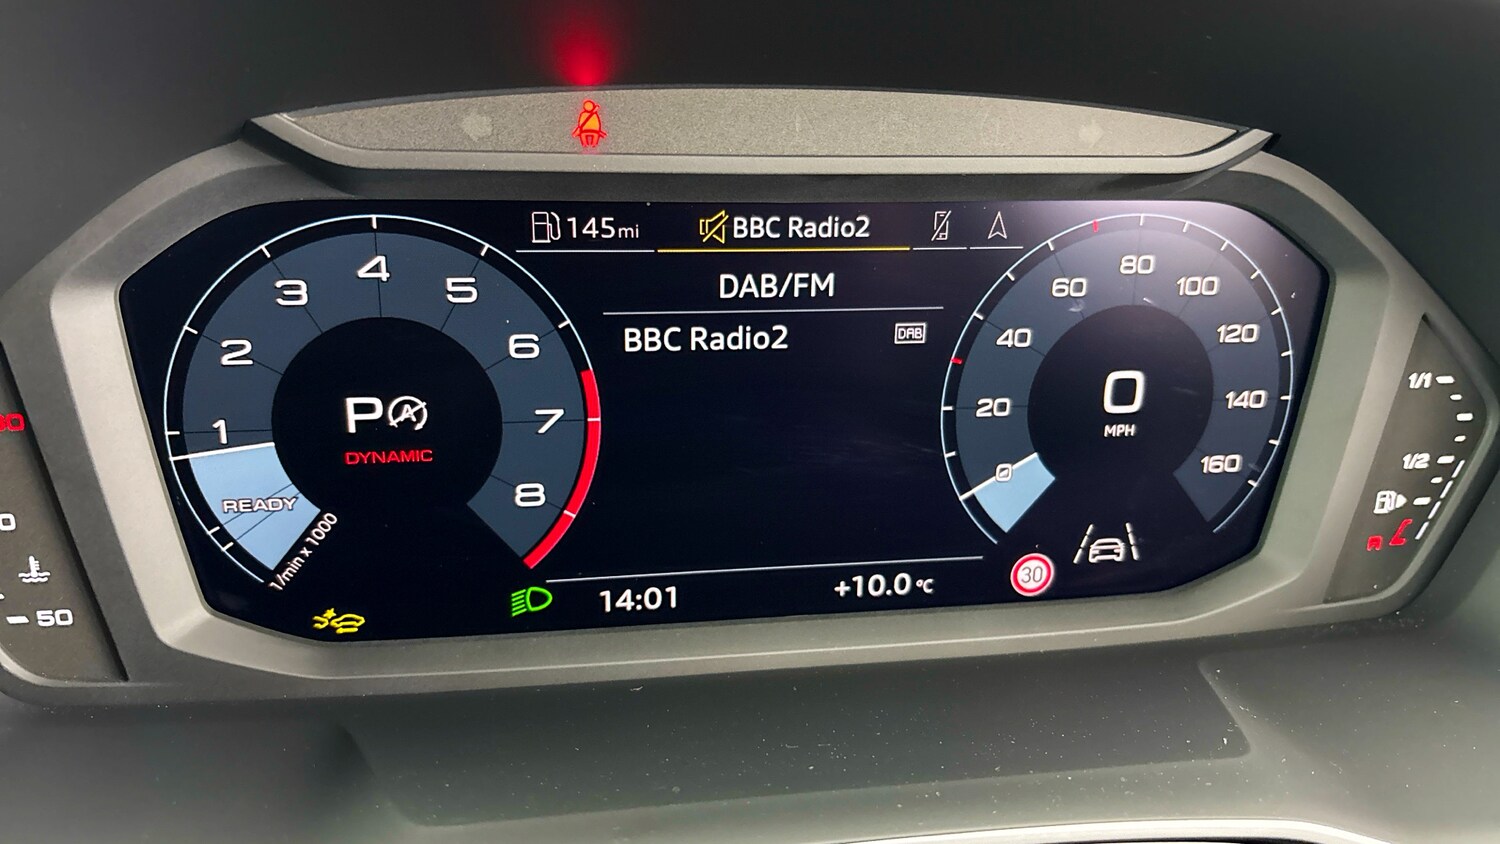 145mi
BBC Radio2
DAB/FM
BBC Radio2
DAB
1
2
3
4
5
6
7
8
READY
1/min x 1000
P A
DYNAMIC
0
20
40
60
80
100
120
140
160
0
MPH
14:01
+10.0 °C
30
50
1/1
1/2
R